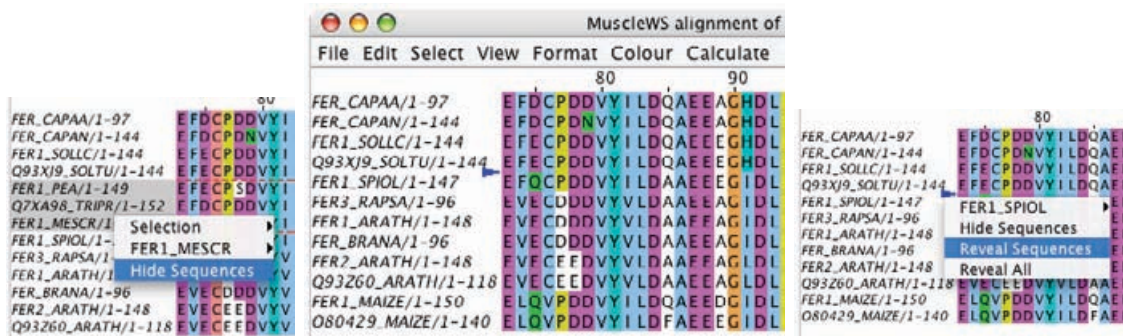 80
FER_CAPAA/1-97 EFDCPDDVYI
FER_CAPAN/1-144 EFDCPDNVYI
FER1_SOLLC/1-144 EFECPDDVYI
Q93XJ9_SOLTU/1-144 EFECPDDVYI
FER1_PEA/1-149 EFECPSDVYI
Q7XA98_TRIPR/1-152 EFECPDDVYI
FER1_MESCR/1
FER1_SPIOL/1-
FER3_RAPSA/1- V
FER1_ARATH/1 V
FER_BRANA/1-96 EVECDDDVYV
FER2_ARATH/1-148 EVECEEDVYV
Q93Z60_ARATH/1-118 EVECEEDVYV
Selection
FER1_MESCR
Hide Sequences
MuscleWS alignment of
File Edit Select View Format Colour Calculate
80 90
FER_CAPAA/1-97 EFDCPDDVYILDQAEEAGHDL
FER_CAPAN/1-144 EFDCPDNVYILDQAEEAGHDL
FER1_SOLLC/1-144 EFECPDDVYILDQAEEEGHDL
Q93XJ9_SOLTU/1-144 EFECPDDVYILDQAEEEGHDL
FER1_SPIOL/1-147 EFQCPDDVYILDAAEEEGIDL
FER3_RAPSA/1-96 EVECDDDVYVLDAAEEAGIDL
FER1_ARATH/1-148 EVECDDDVYVLDAAEEAGIDL
FER_BRANA/1-96 EVECDDDVYVLDAAEEAGIDL
FER2_ARATH/1-148 EVECEEDVYVLDAAEEAGIDL
Q93Z60_ARATH/1-118 EVECEEDVYVLDAAEEAGLDL
FER1_MAIZE/1-150 ELQVPDDVYILDQAEEDGIDL
O80429_MAIZE/1-140 ELQVPDDVYILDFAEEEGIDL
80
FER_CAPAA/1-97 EFDCPDDVYILDQAE
FER_CAPAN/1-144 EFDCPDNVYILDQAE
FER1_SOLLC/1-144 EFECPDDVYILDQAE
Q93XJ9_SOLTU/1-144 EFECPDDVYILDQAE
FER1_SPIOL/1-147
FER3_RAPSA/1-96
FER1_ARATH/1-148
FER_BRANA/1-96
FER2_ARATH/1-148
Q93Z60_ARATH/1-118 EVECEEDVYVLDAAE
FER1_MAIZE/1-150 ELQVPDDVYILDQAE
O80429_MAIZE/1-140 ELQVPDDVYILDFAE
FER1_SPIOL
Hide Sequences
Reveal Sequences
Reveal All